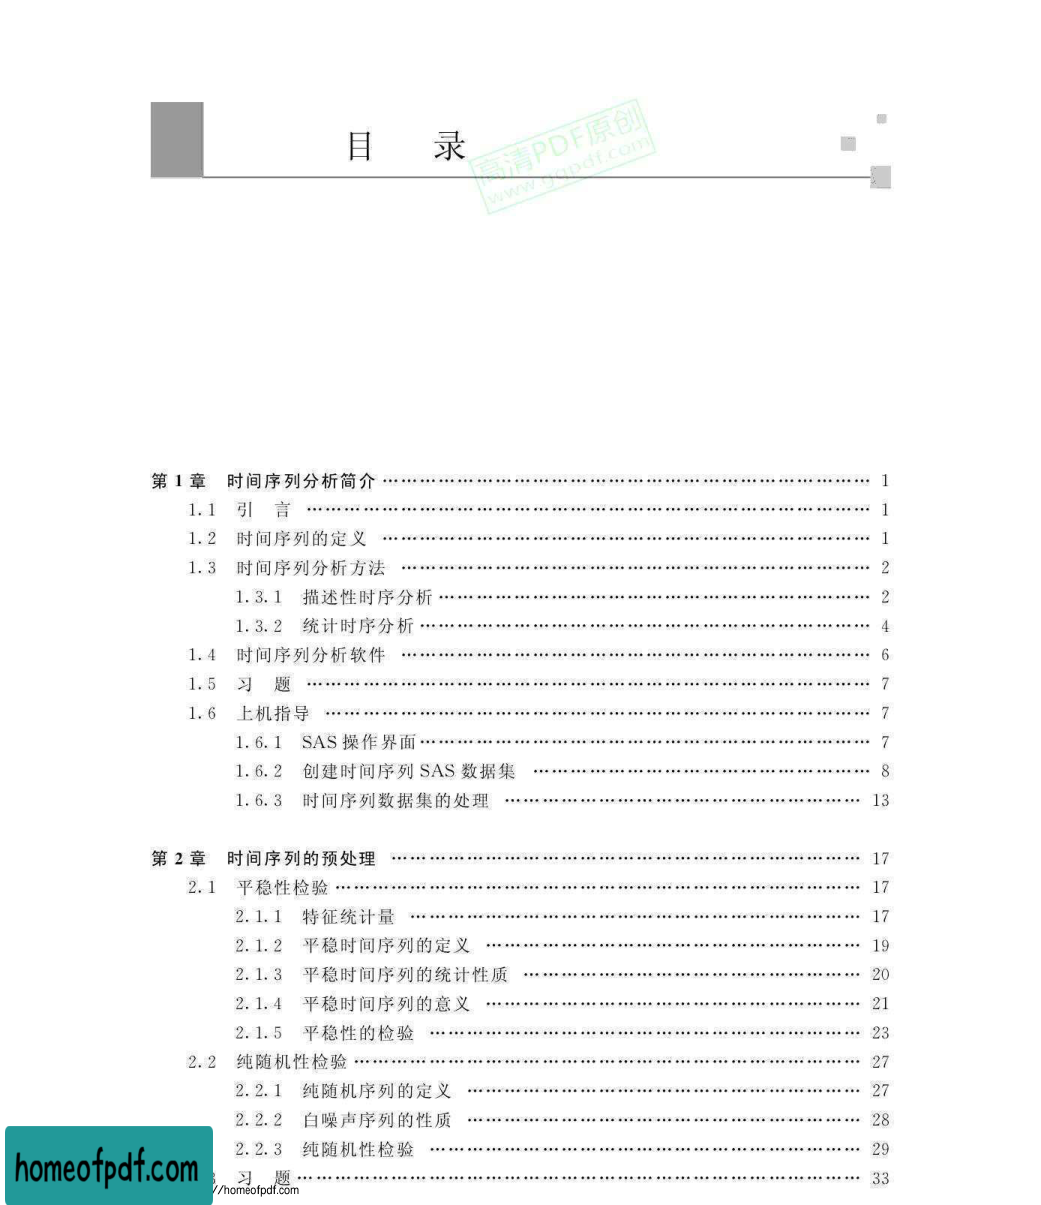 目 录
高清PDF原创
www.gqpdf.com
第 1 章 时间序列分析简介 …………………………………………………………… 1
1.1 引 言 …………………………………………………………………… 1
1.2 时间序列的定义 ………………………………………………………… 1
1.3 时间序列分析方法 ……………………………………………………… 2
1.3.1 描述性时序分析 …………………………………………………… 2
1.3.2 统计时序分析 ……………………………………………………… 4
1.4 时间序列分析软件 ……………………………………………………… 6
1.5 习 题 …………………………………………………………………… 7
1.6 上机指导 ………………………………………………………………… 7
1.6.1 SAS 操作界面 ……………………………………………………… 7
1.6.2 创建时间序列 SAS 数据集 ………………………………………… 8
1.6.3 时间序列数据集的处理 …………………………………………… 13
第 2 章 时间序列的预处理 …………………………………………………………… 17
2.1 平稳性检验 ……………………………………………………………… 17
2.1.1 特征统计量 ………………………………………………………… 17
2.1.2 平稳时间序列的定义 ……………………………………………… 19
2.1.3 平稳时间序列的统计性质 ………………………………………… 20
2.1.4 平稳时间序列的意义 ……………………………………………… 21
2.1.5 平稳性的检验 ……………………………………………………… 23
2.2 纯随机性检验 …………………………………………………………… 27
2.2.1 纯随机序列的定义 ………………………………………………… 27
2.2.2 白噪声序列的性质 ………………………………………………… 28
2.2.3 纯随机性检验 ……………………………………………………… 29
习 题 …………………………………………………………………… 33
homeofpdf.com
//homeofpdf.com